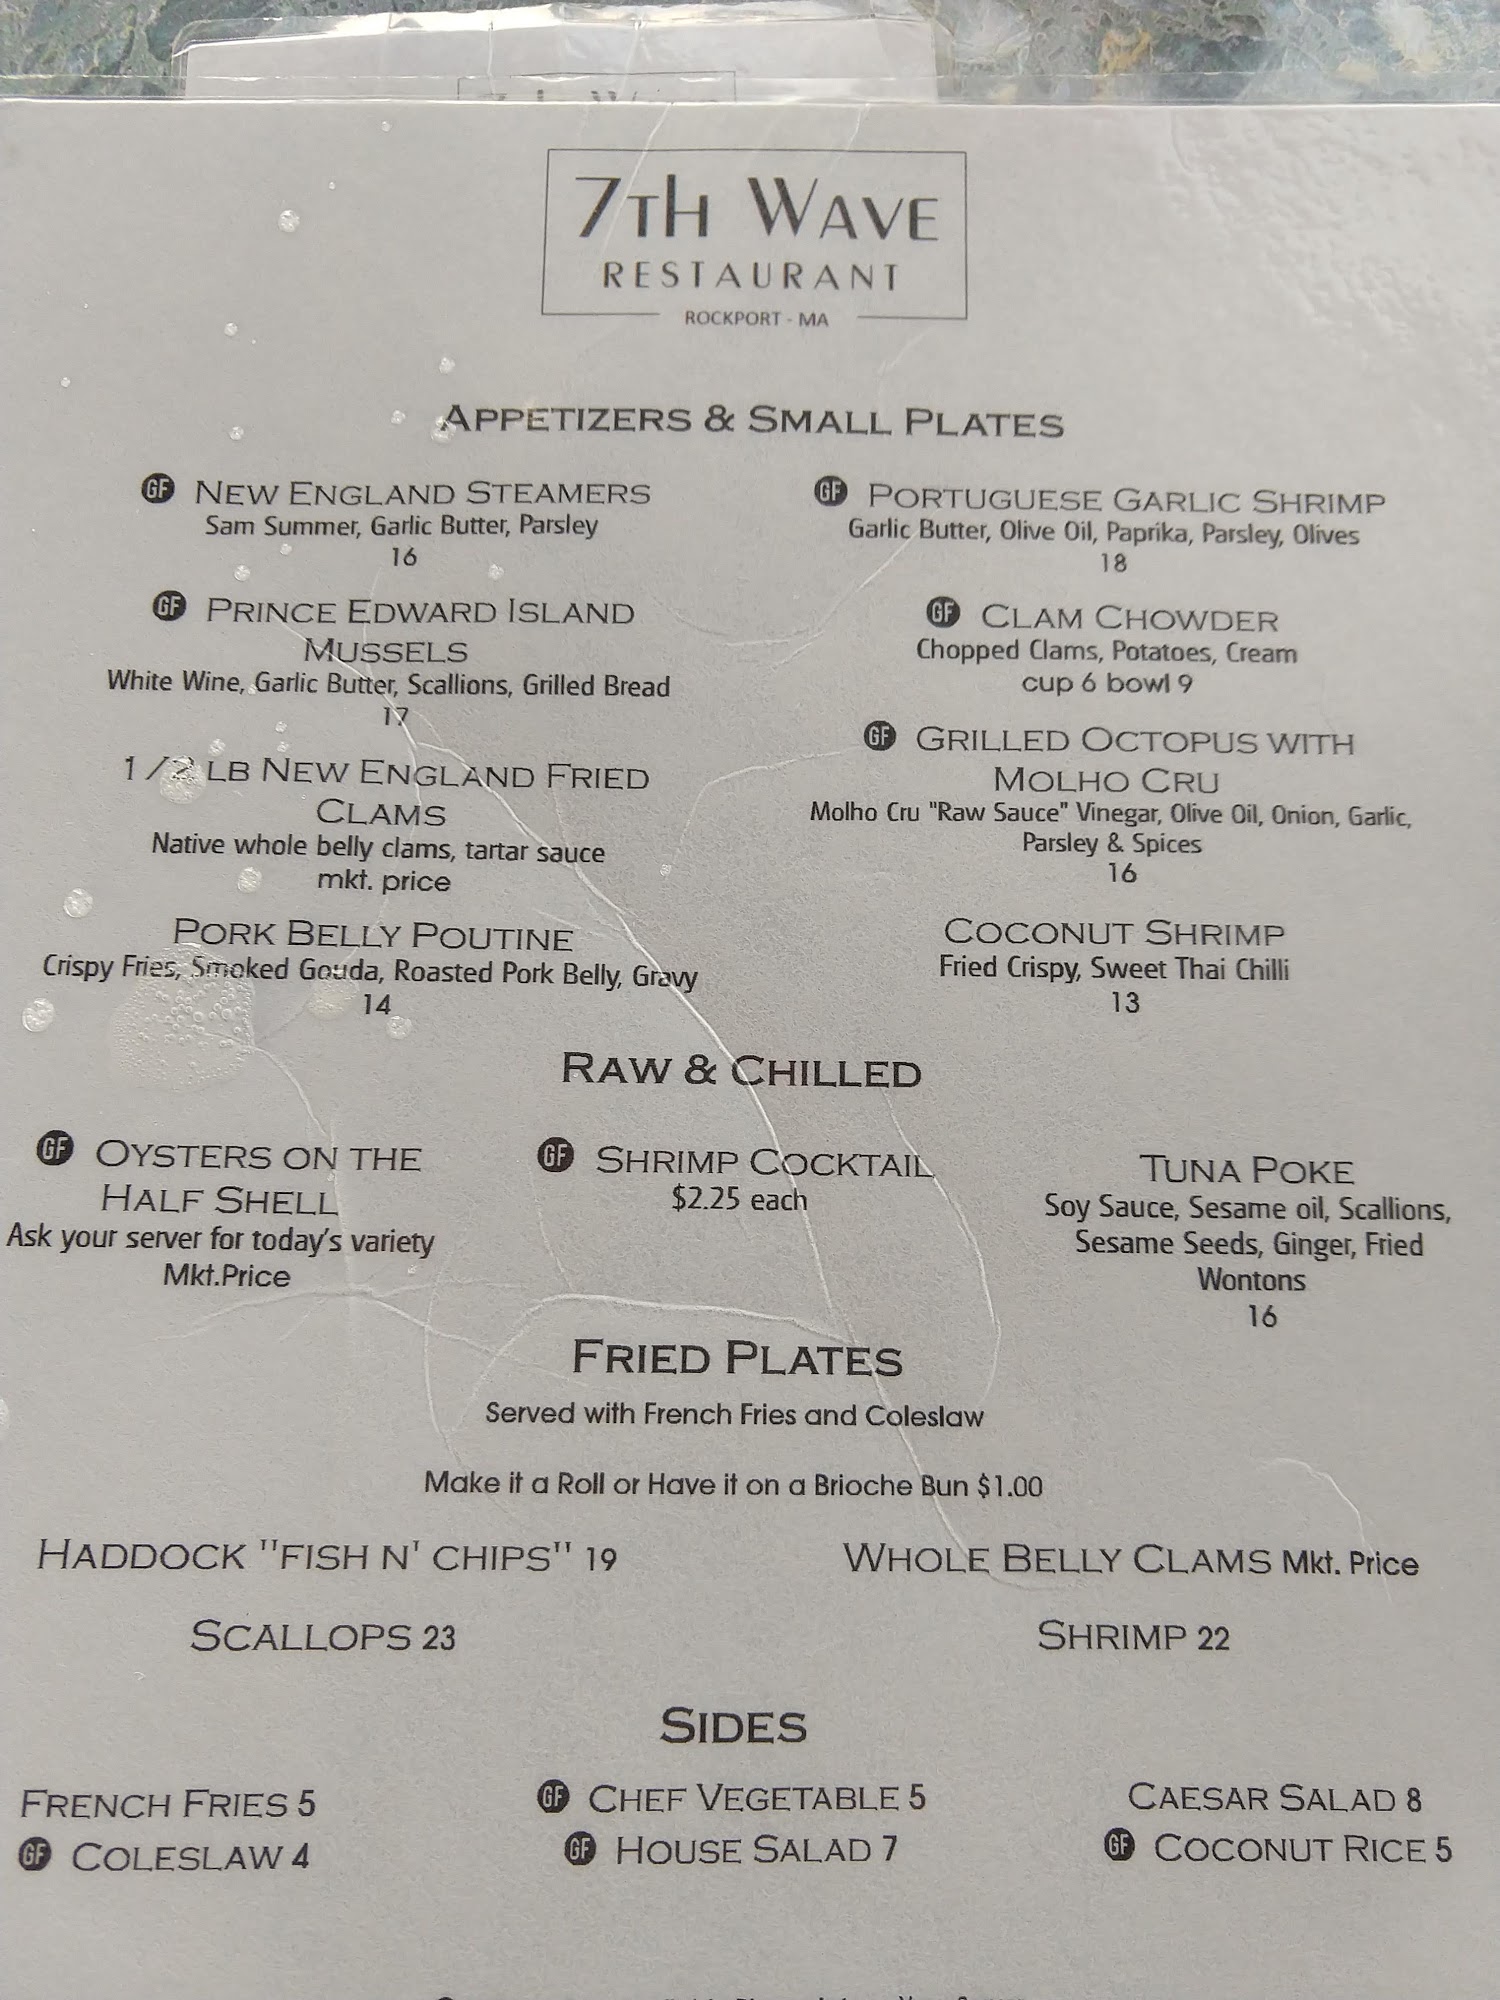 7TH WAVE
RESTAURANT
ROCKPORT - MA
APPETIZERS & SMALL PLATES
GF NEW ENGLAND STEAMERS
Sam Summer, Garlic Butter, Parsley
16
GF PRINCE EDWARD ISLAND
MUSSELS
White Wine, Garlic Butter, Scallions, Grilled Bread
17
1/2 LB NEW ENGLAND FRIED
CLAMS
Native whole belly clams, tartar sauce
mkt. price
PORK BELLY POUTINE
Crispy Fries, Smoked Gouda, Roasted Pork Belly, Gravy
14
GF PORTUGUESE GARLIC SHRIMP
Garlic Butter, Olive Oil, Paprika, Parsley, Olives
18
GF CLAM CHOWDER
Chopped Clams, Potatoes, Cream
cup 6 bowl 9
GF GRILLED OCTOPUS WITH
MOLHO CRU
Molho Cru "Raw Sauce" Vinegar, Olive Oil, Onion, Garlic,
Parsley & Spices
16
COCONUT SHRIMP
Fried Crispy, Sweet Thai Chilli
13
RAW & CHILLED
GF OYSTERS ON THE
HALF SHELL
Ask your server for today's variety
Mkt.Price
GF SHRIMP COCKTAIL
$2.25 each
TUNA POKE
Soy Sauce, Sesame oil, Scallions,
Sesame Seeds, Ginger, Fried
Wontons
16
FRIED PLATES
Served with French Fries and Coleslaw
Make it a Roll or Have it on a Brioche Bun $1.00
HADDOCK "FISH N' CHIPS" 19
WHOLE BELLY CLAMS Mkt. Price
SCALLOPS 23
SHRIMP 22
SIDES
FRENCH FRIES 5
GF CHEF VEGETABLE 5
CAESAR SALAD 8
GF COLESLAW 4
GF HOUSE SALAD 7
GF COCONUT RICE 5